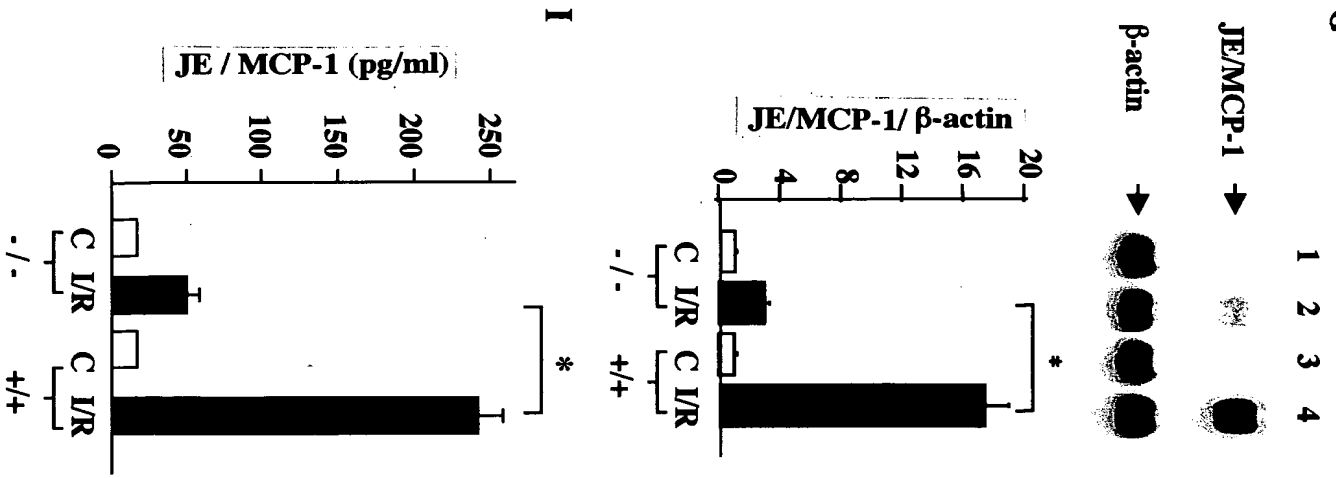 1 2 3 4
JE/MCP-1
β-actin
JE/MCP-1/ β-actin
20
16
12
8
4
0
*
C I/R C I/R
-/- +/+
I
JE / MCP-1 (pg/ml)
250
200
150
100
50
0
*
C I/R C I/R
-/- +/+